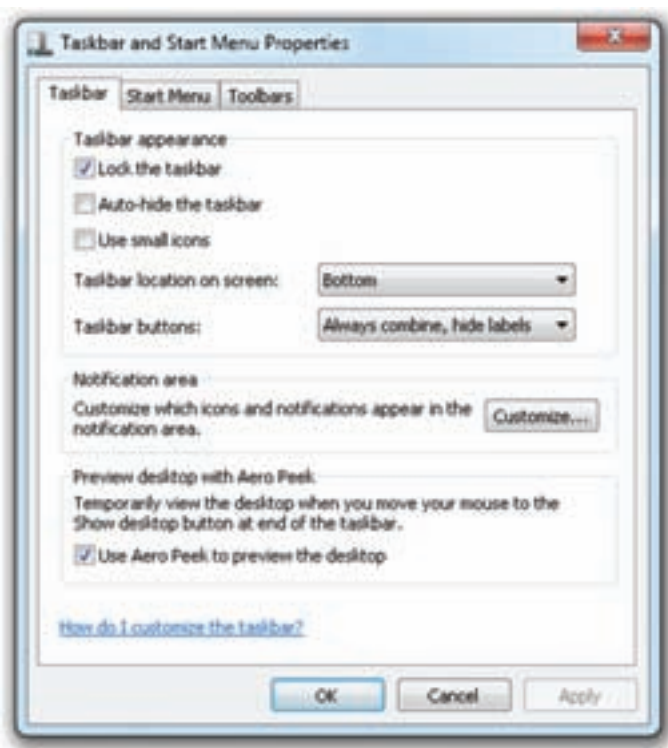 Taskbar and Start Menu Properties
Taskbar Start Menu Toolbars
Taskbar appearance
Lock the taskbar
Auto-hide the taskbar
Use small icons
Taskbar location on screen: Bottom
Taskbar buttons: Always combine, hide labels
Notification area
Customize which icons and notifications appear in the Customize...
notification area.
Preview desktop with Aero Peek
Temporarily view the desktop when you move your mouse to the
Show desktop button at end of the taskbar.
Use Aero Peek to preview the desktop
How do I customize the taskbar?
OK Cancel Apply